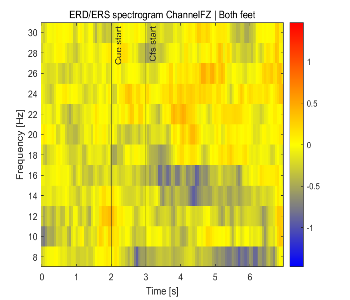 ERD/ERS spectrogram ChannelFZ | Both feet
Cue start
Cfs start
Frequency [Hz]
30
28
26
24
22
20
18
16
14
12
10
8
0 1 2 3 4 5 6
Time [s]
1
0.5
0
-0.5
-1